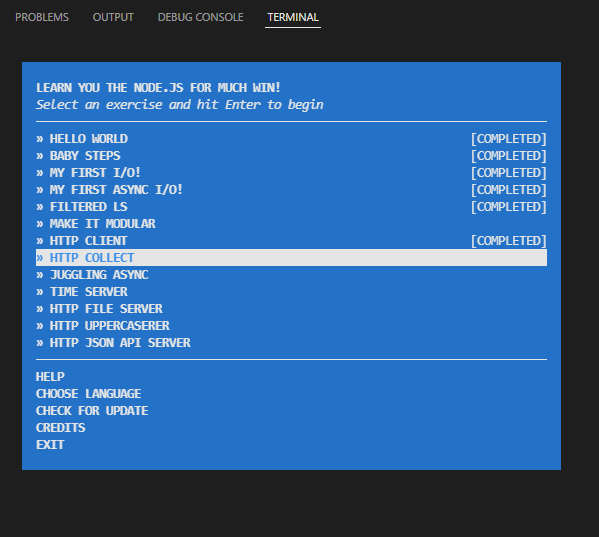 PROBLEMS OUTPUT DEBUG CONSOLE TERMINAL
LEARN YOU THE NODE.JS FOR MUCH WIN!
Select an exercise and hit Enter to begin
» HELLO WORLD [COMPLETED]
» BABY STEPS [COMPLETED]
» MY FIRST I/O! [COMPLETED]
» MY FIRST ASYNC I/O! [COMPLETED]
» FILTERED LS [COMPLETED]
» MAKE IT MODULAR
» HTTP CLIENT [COMPLETED]
» HTTP COLLECT
» JUGGLING ASYNC
» TIME SERVER
» HTTP FILE SERVER
» HTTP UPPERCASERER
» HTTP JSON API SERVER
HELP
CHOOSE LANGUAGE
CHECK FOR UPDATE
CREDITS
EXIT